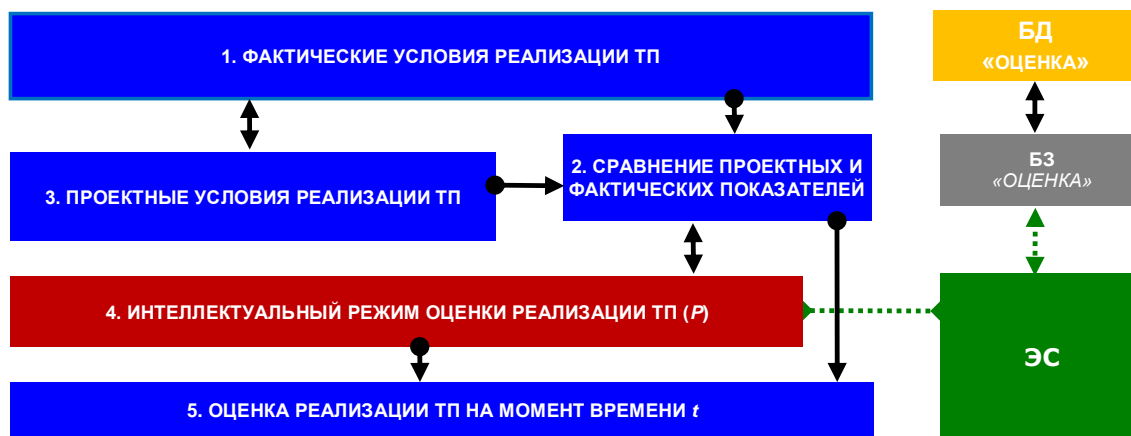 1. ФАКТИЧЕСКИЕ УСЛОВИЯ РЕАЛИЗАЦИИ ТП
БД
«ОЦЕНКА»
2. СРАВНЕНИЕ ПРОЕКТНЫХ И
ФАКТИЧЕСКИХ ПОКАЗАТЕЛЕЙ
БЗ
«ОЦЕНКА»
3. ПРОЕКТНЫЕ УСЛОВИЯ РЕАЛИЗАЦИИ ТП
4. ИНТЕЛЛЕКТУАЛЬНЫЙ РЕЖИМ ОЦЕНКИ РЕАЛИЗАЦИИ ТП (P)
ЭС
5. ОЦЕНКА РЕАЛИЗАЦИИ ТП НА МОМЕНТ ВРЕМЕНИ t